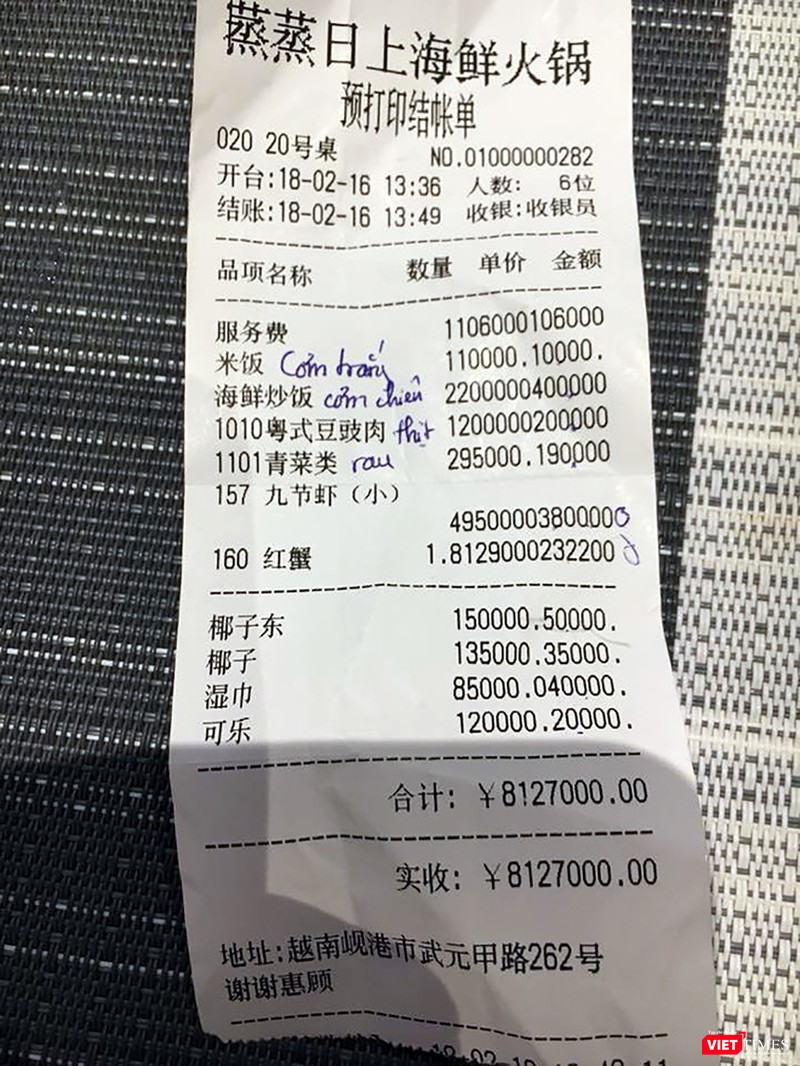 蒸蒸日上海鲜火锅
预打印结帐单
020 20号桌 NO.01000000282
开台:18-02-16 13:36 人数: 6位
结账:18-02-16 13:49 收银:收银员
品项名称 数量 单价 金额
服务费 1106000106000
米饭 Cơm trắng 110000.10000.
海鲜炒饭 cơm chiên 2200000400000
1010粤式豆豉肉 thịt 1200000200000
1101青菜类 rau 295000.190000
157 九节虾（小）
4950000380000O
160 红蟹 1.8129000232200
椰子东 150000.50000.
椰子 135000.35000.
湿巾 85000.040000.
可乐 120000.20000.
合计: ￥8127000.00
实收: ￥8127000.00
地址:越南岘港市武元甲路262号
谢谢惠顾
VIETTIMES